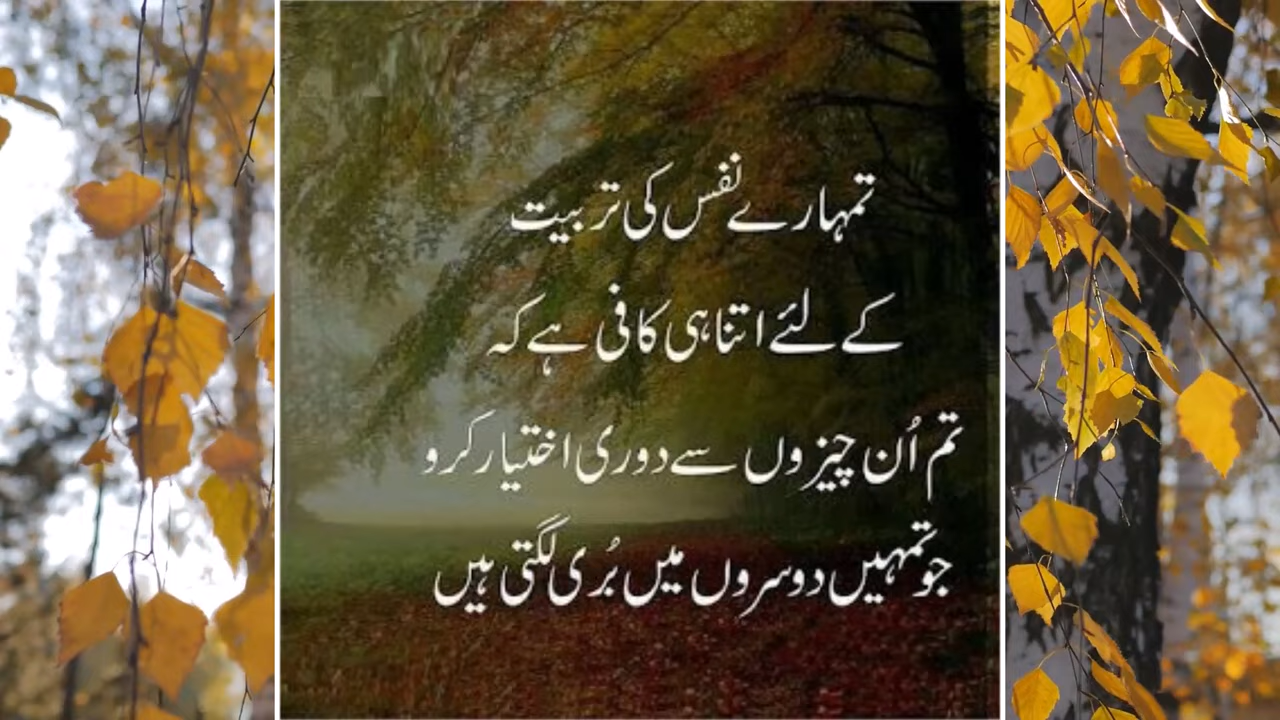 تمہارے نفس کی تربیت
کے لئے اتنا ہی کافی ہے کہ
تم اُن چیزوں سے دوری اختیار کرو
جو تمہیں دوسروں میں بُری لگتی ہیں